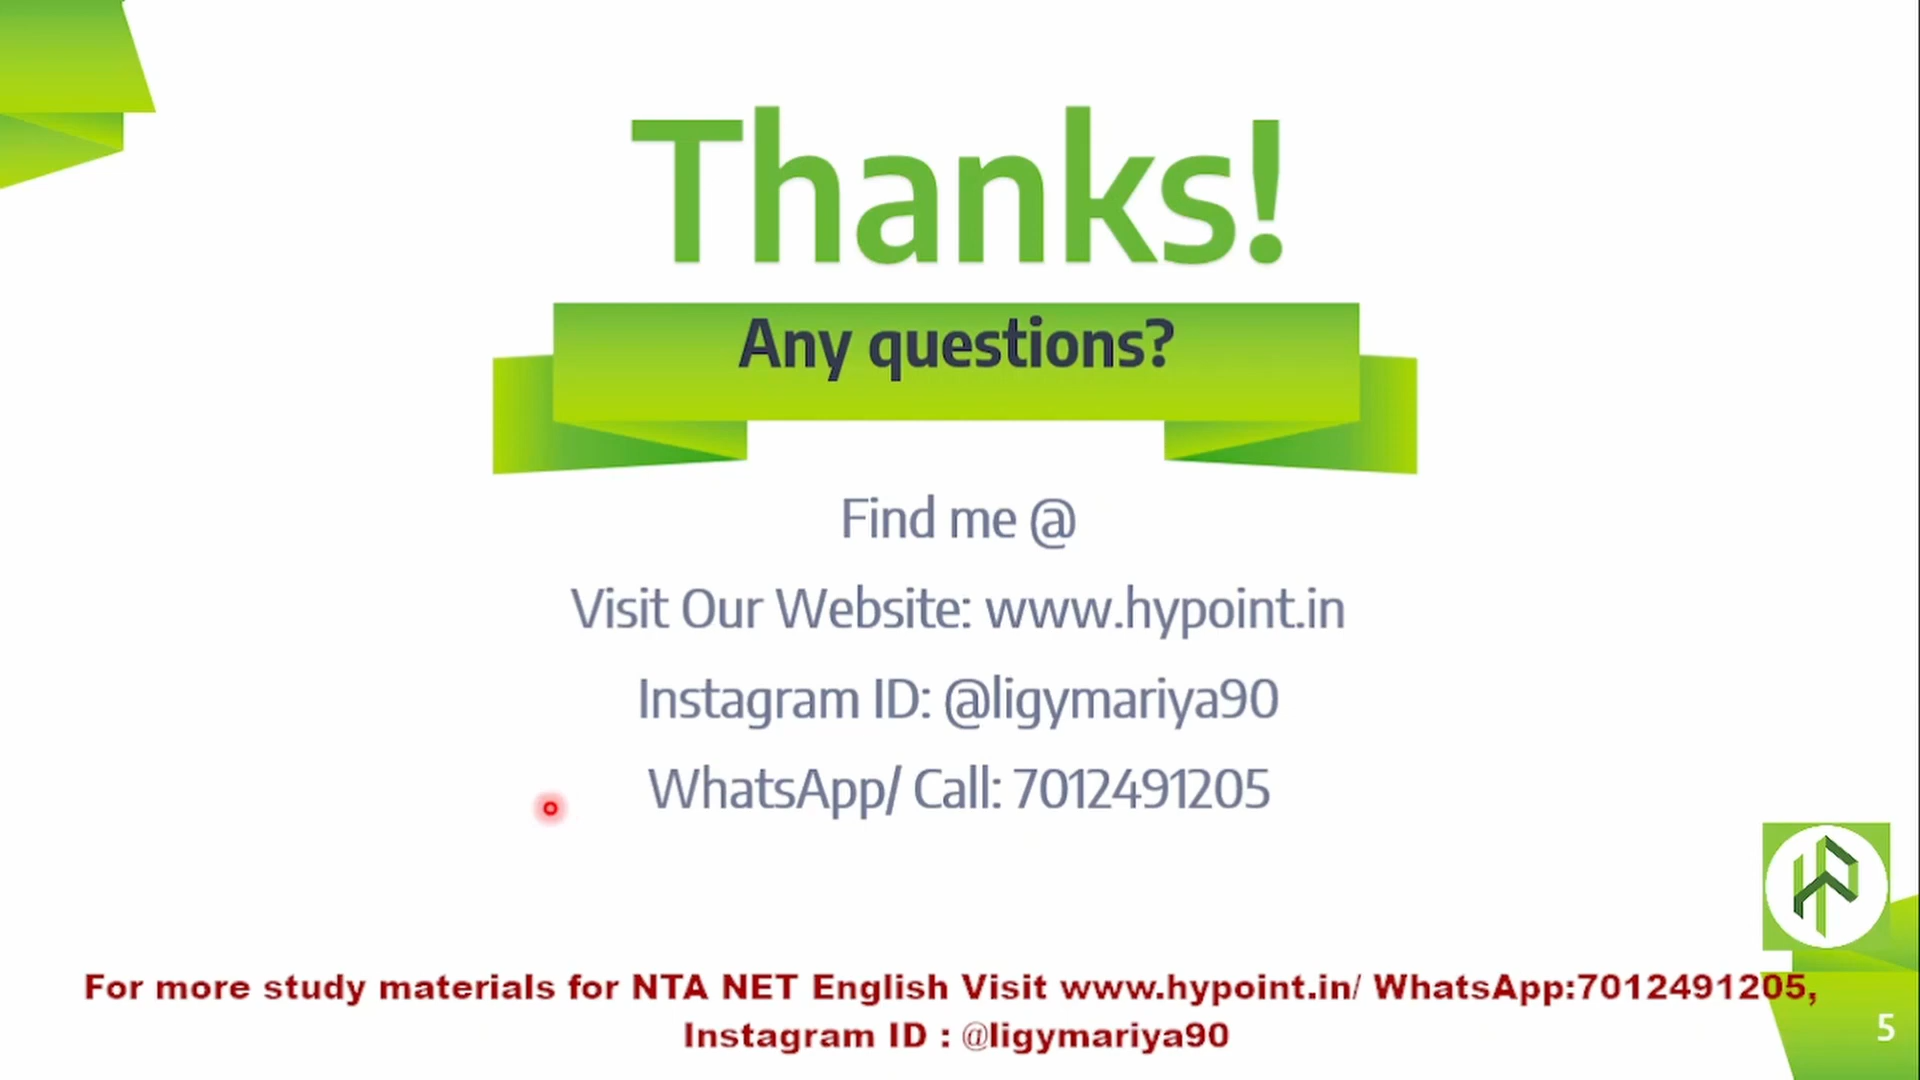 Thanks!
Any questions?
Find me @
Visit Our Website: www.hypoint.in
Instagram ID: @ligymariya90
WhatsApp/ Call: 7012491205
For more study materials for NTA NET English Visit www.hypoint.in/ WhatsApp:7012491205,
Instagram ID : @ligymariya90
5